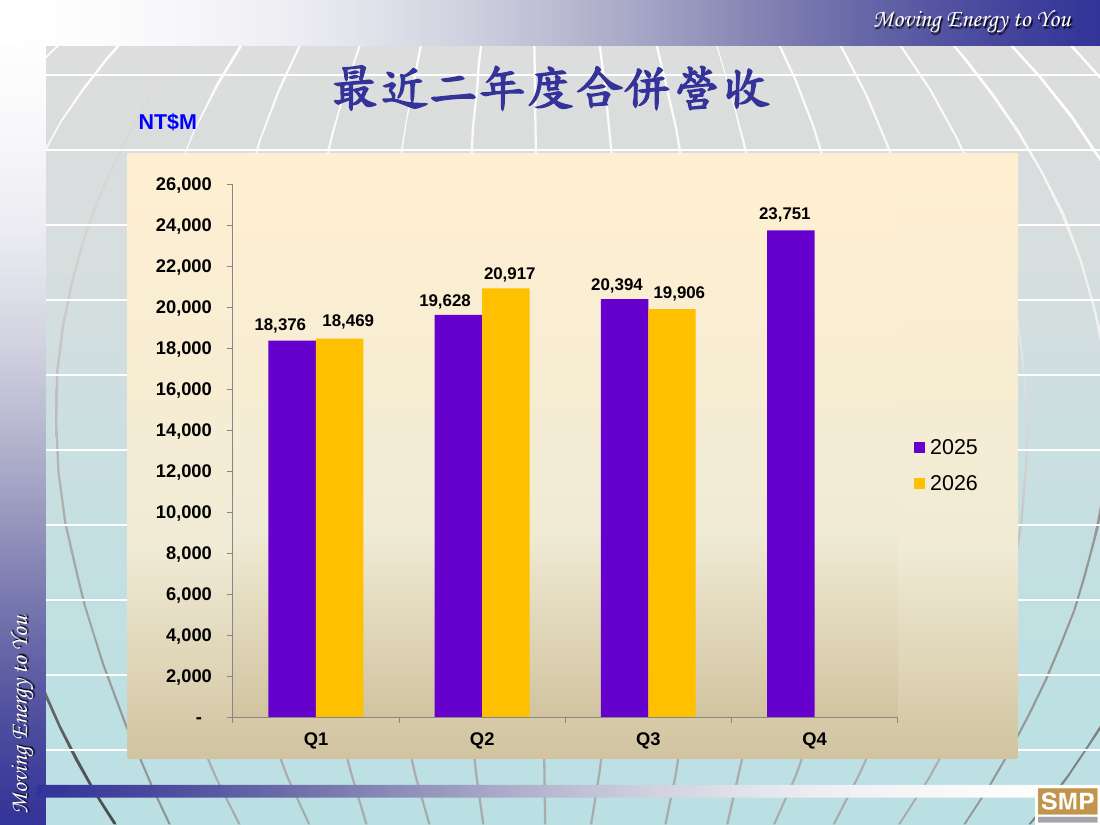 Moving Energy to You
最近二年度合併營收
NT$M
26,000
24,000
22,000
20,000
18,000
16,000
14,000
12,000
10,000
8,000
6,000
4,000
2,000
-
18,376
18,469
19,628
20,917
20,394
19,906
23,751
Q1
Q2
Q3
Q4
2025
2026
Moving Energy to You
SMP